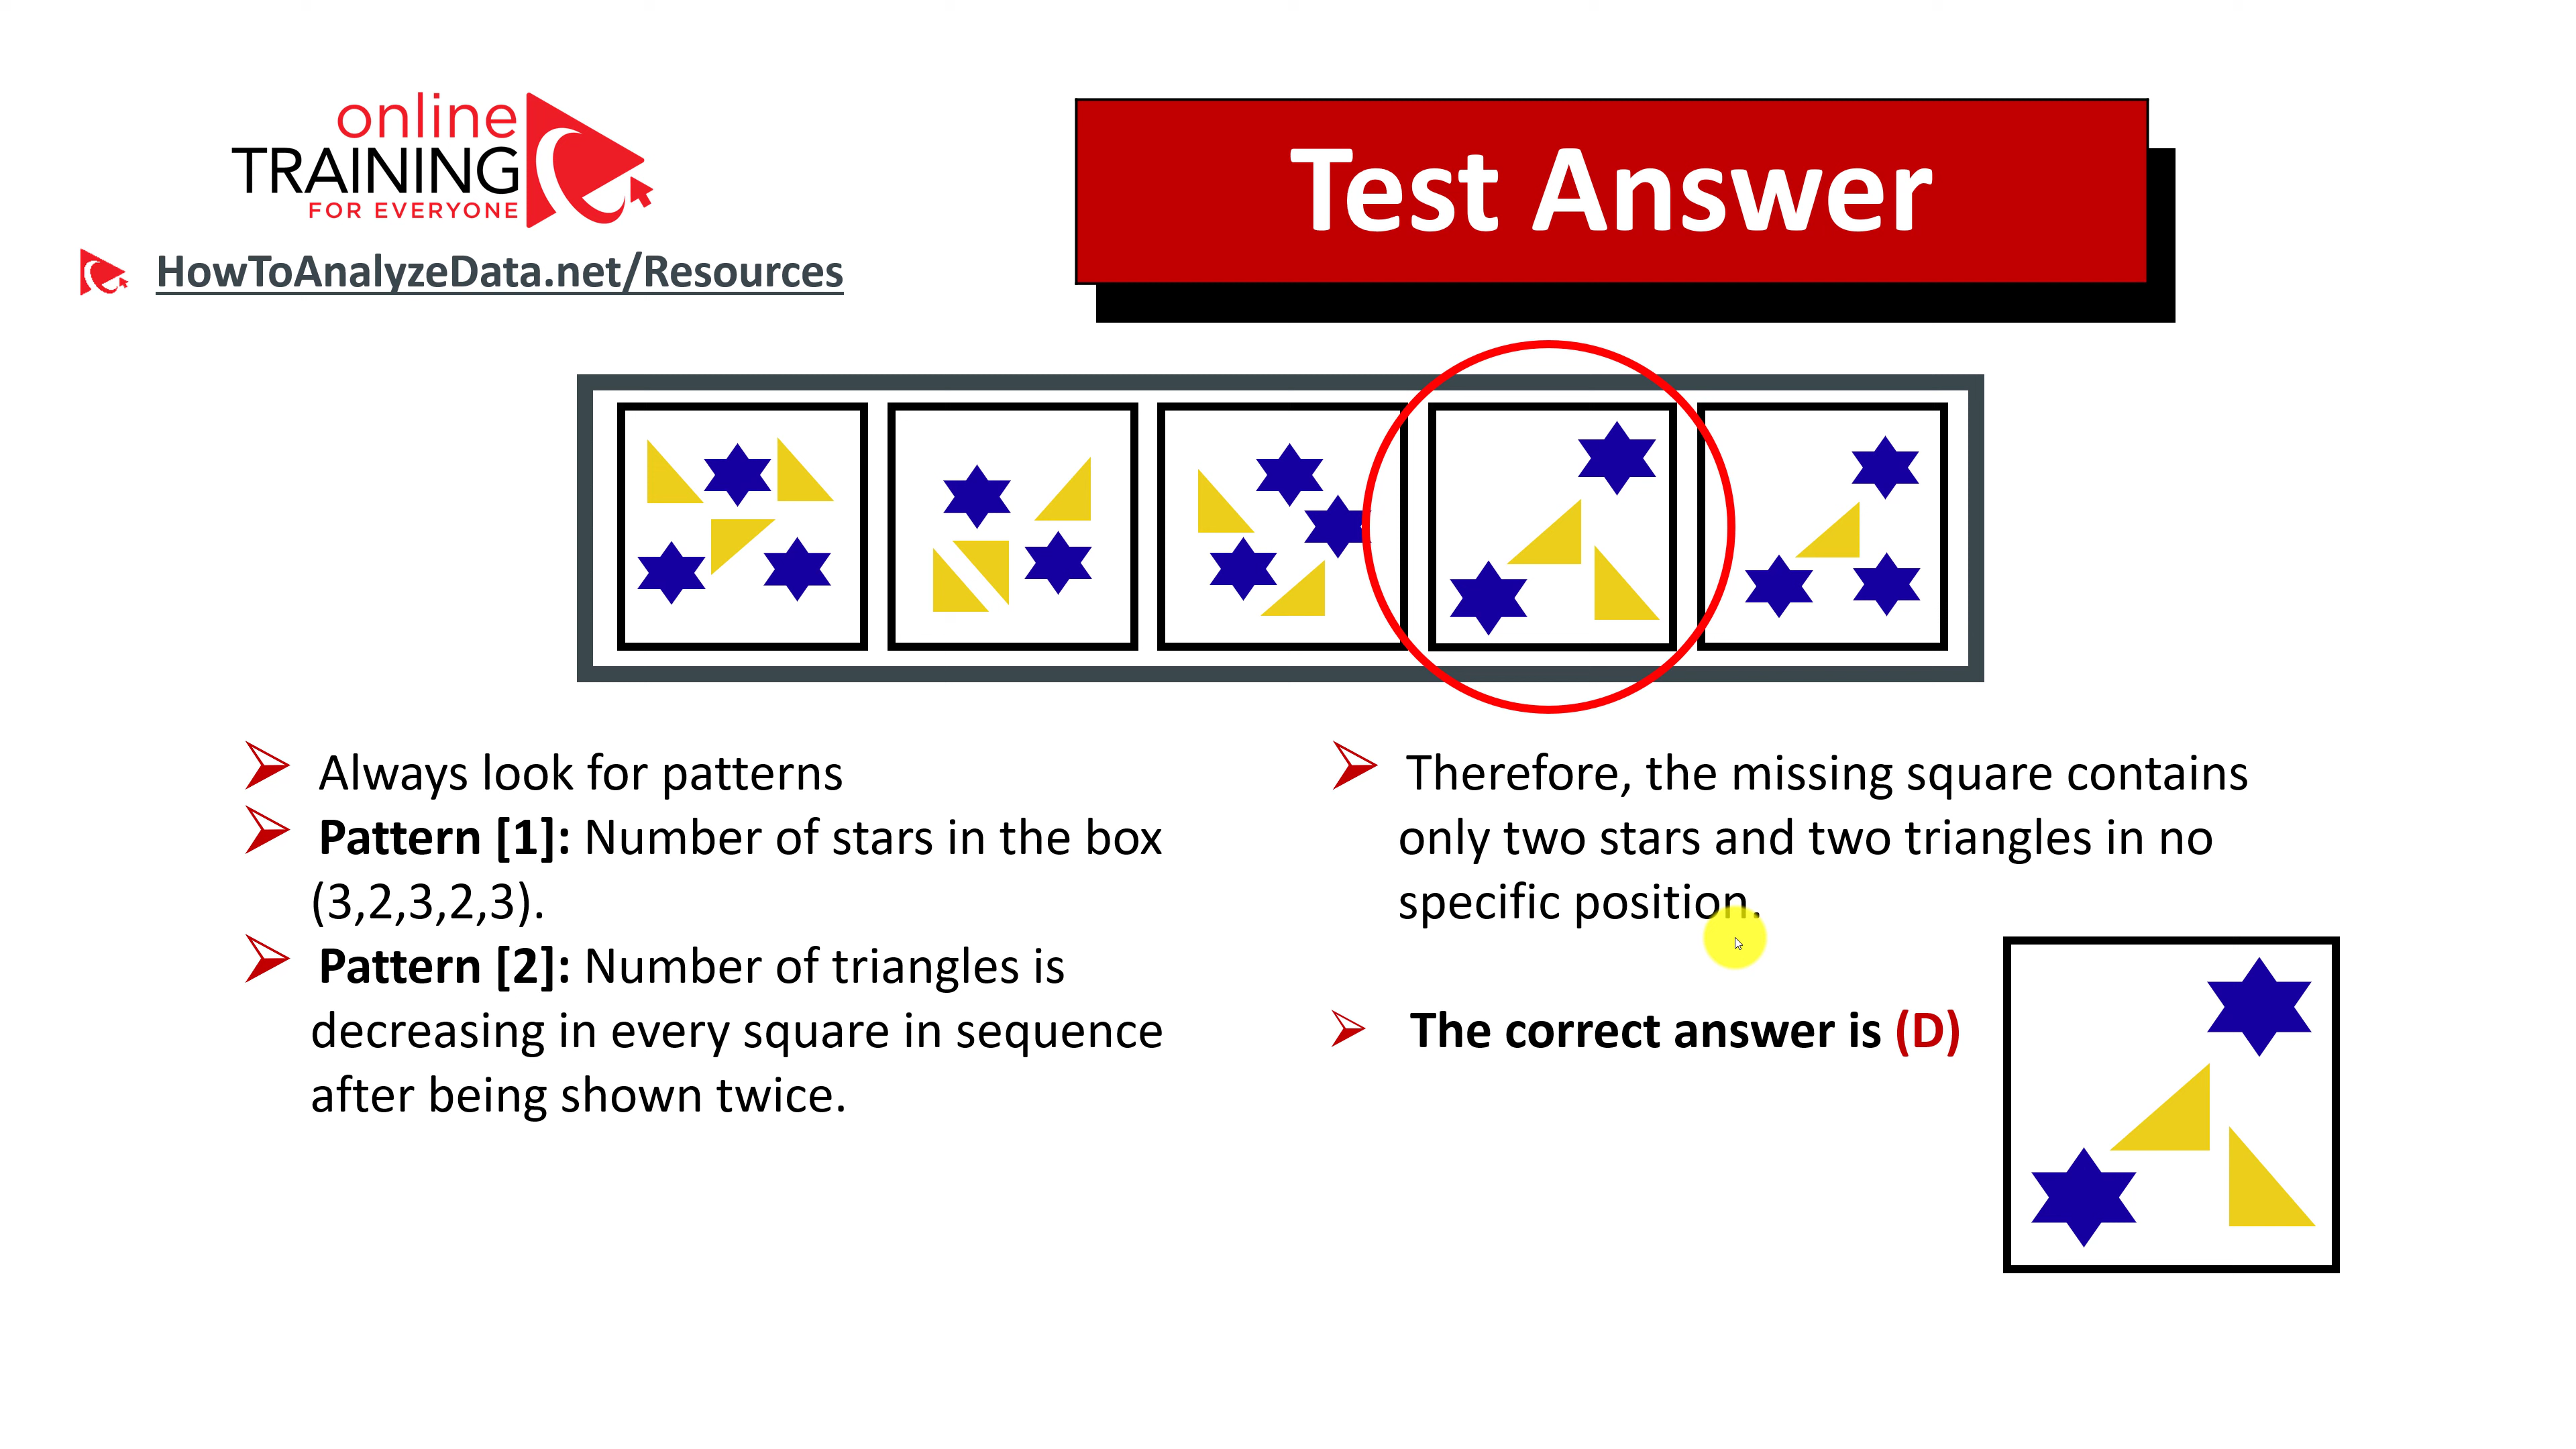 online
TRAINING
FOR EVERYONE
HowToAnalyzeData.net/Resources
Test Answer
Always look for patterns
Pattern [1]: Number of stars in the box
(3,2,3,2,3).
Pattern [2]: Number of triangles is
decreasing in every square in sequence
after being shown twice.
Therefore, the missing square contains
only two stars and two triangles in no
specific position.
The correct answer is (D)